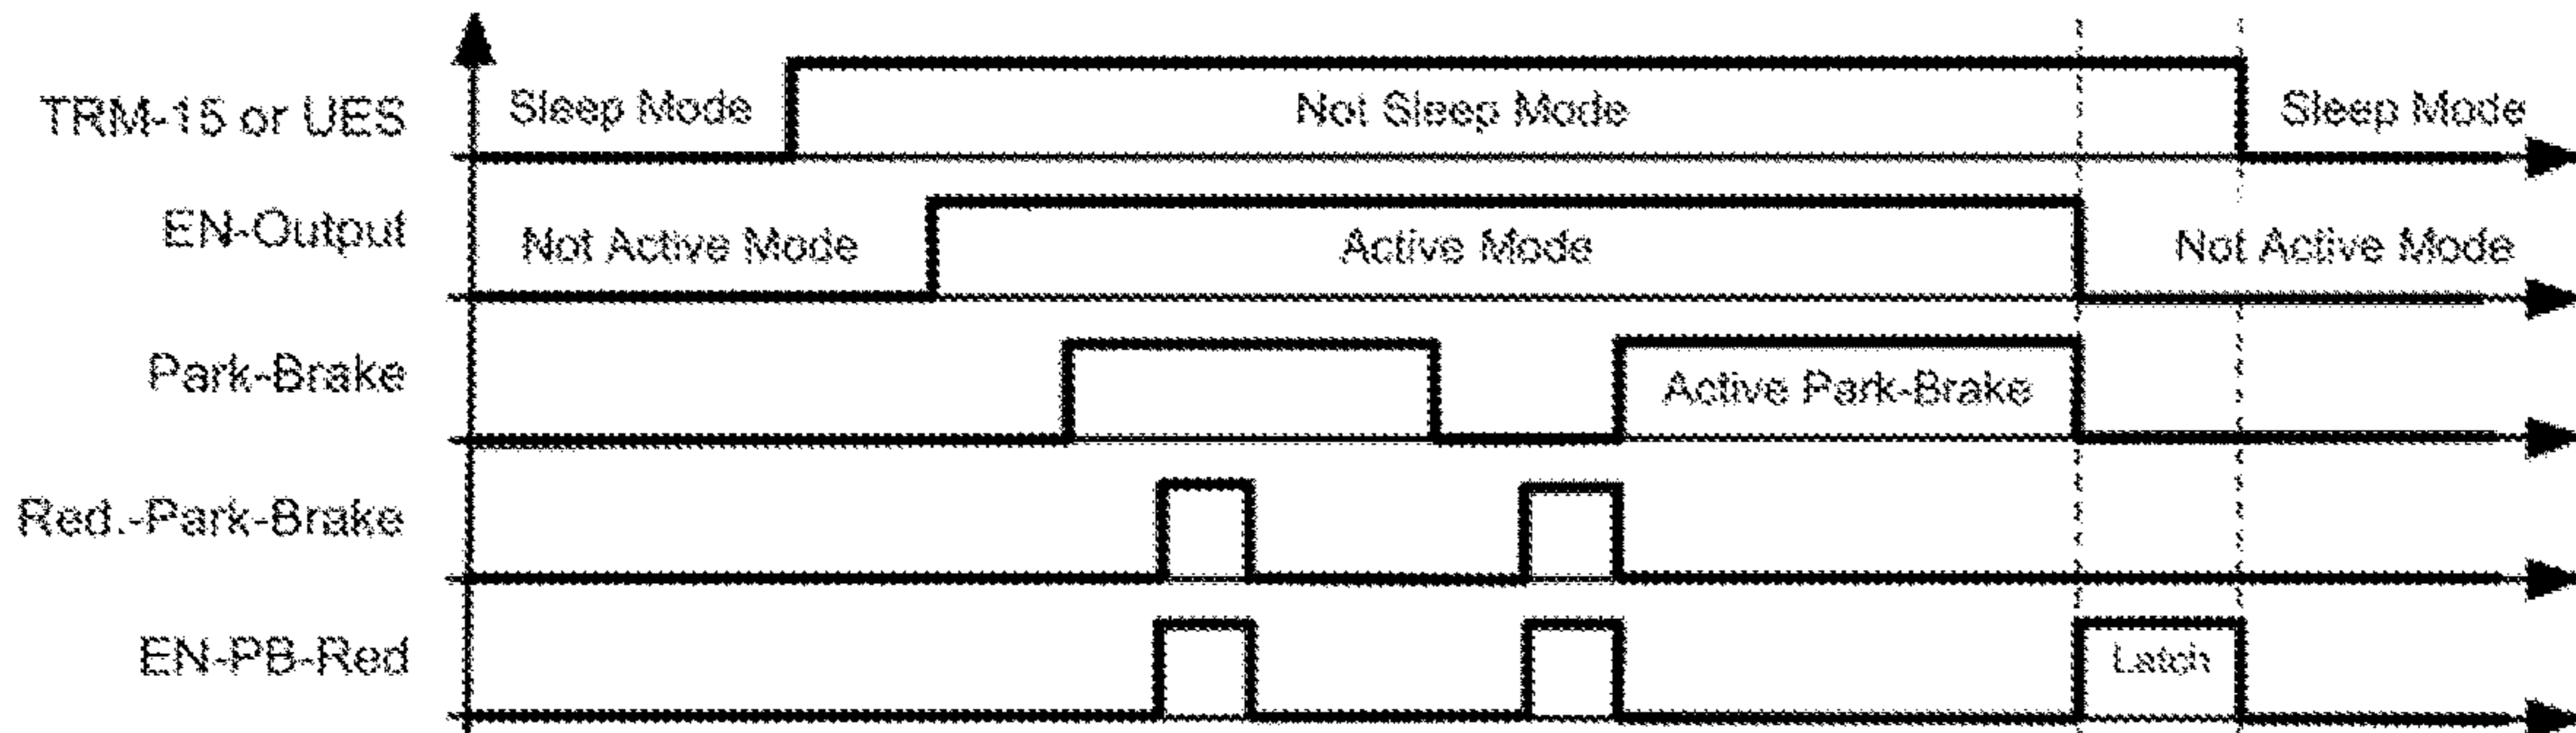 TRM-15 or UES
Sleep Mode
Not Sleep Mode
Sleep Mode
EN-Output
Not Active Mode
Active Mode
Not Active Mode
Park-Brake
Active Park-Brake
Red.-Park-Brake
EN-PB-Red
Latch